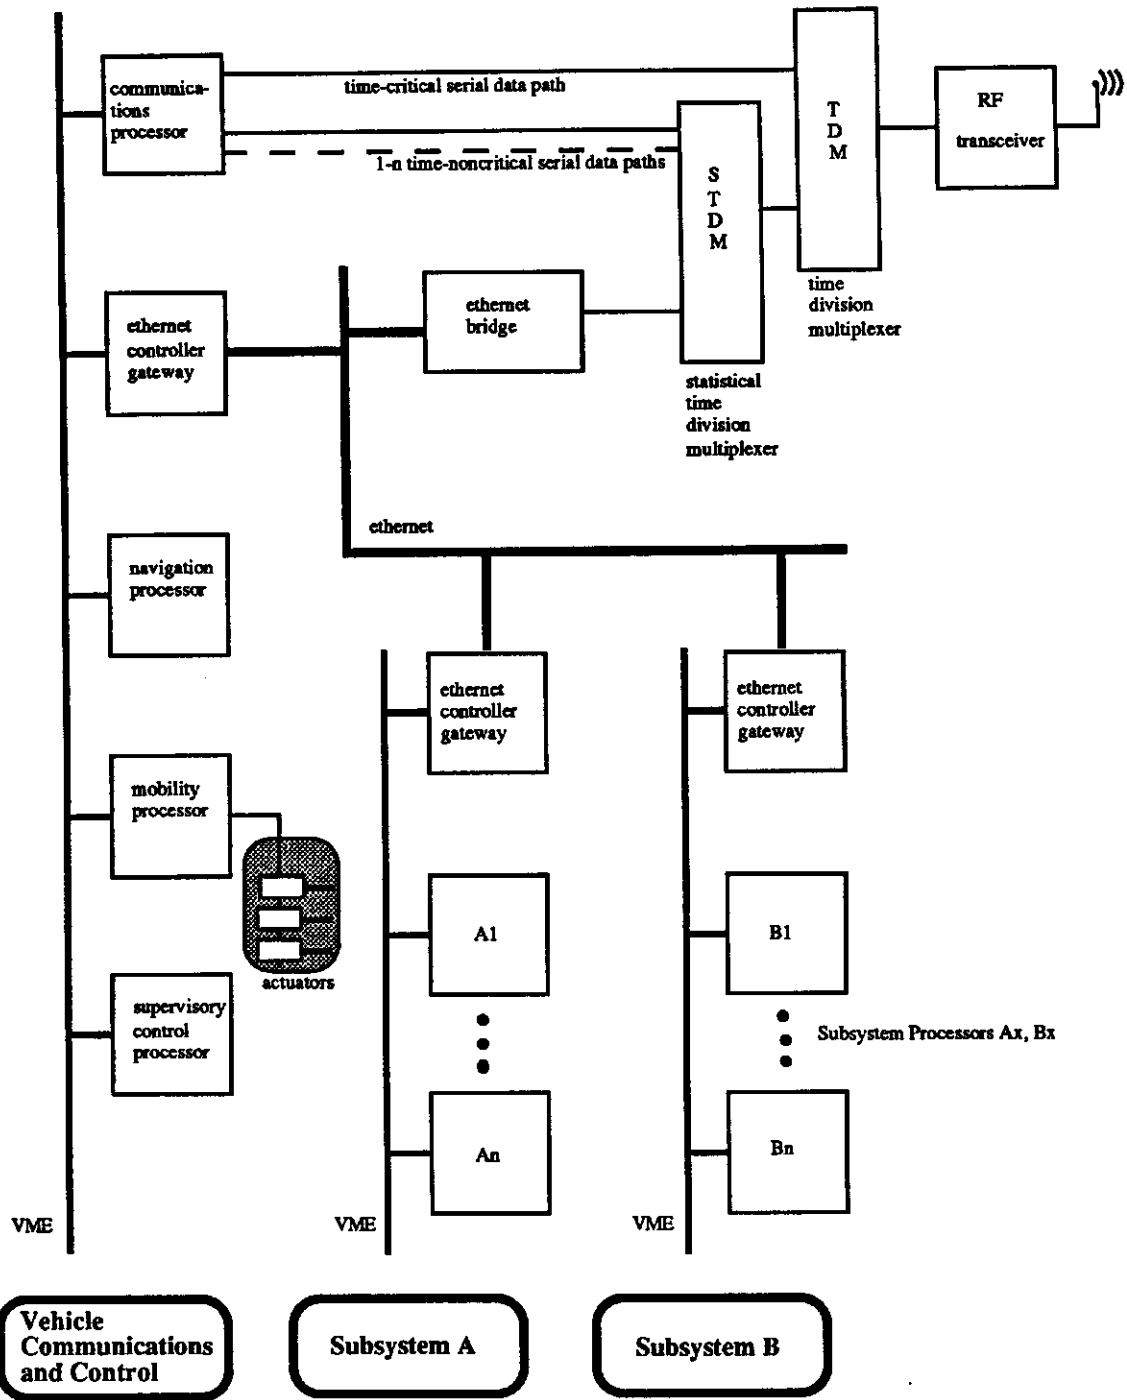 communica-
tions
processor
time-critical serial data path
1-n time-noncritical serial data paths
S
T
D
M
T
D
M
RF
transceiver
time
division
multiplexer
statistical
time
division
multiplexer
ethernet
controller
gateway
ethernet
bridge
ethernet
navigation
processor
ethernet
controller
gateway
ethernet
controller
gateway
mobility
processor
actuators
A1
B1
supervisory
control
processor
Subsystem Processors Ax, Bx
An
Bn
VME
VME
VME
Vehicle
Communications
and Control
Subsystem A
Subsystem B